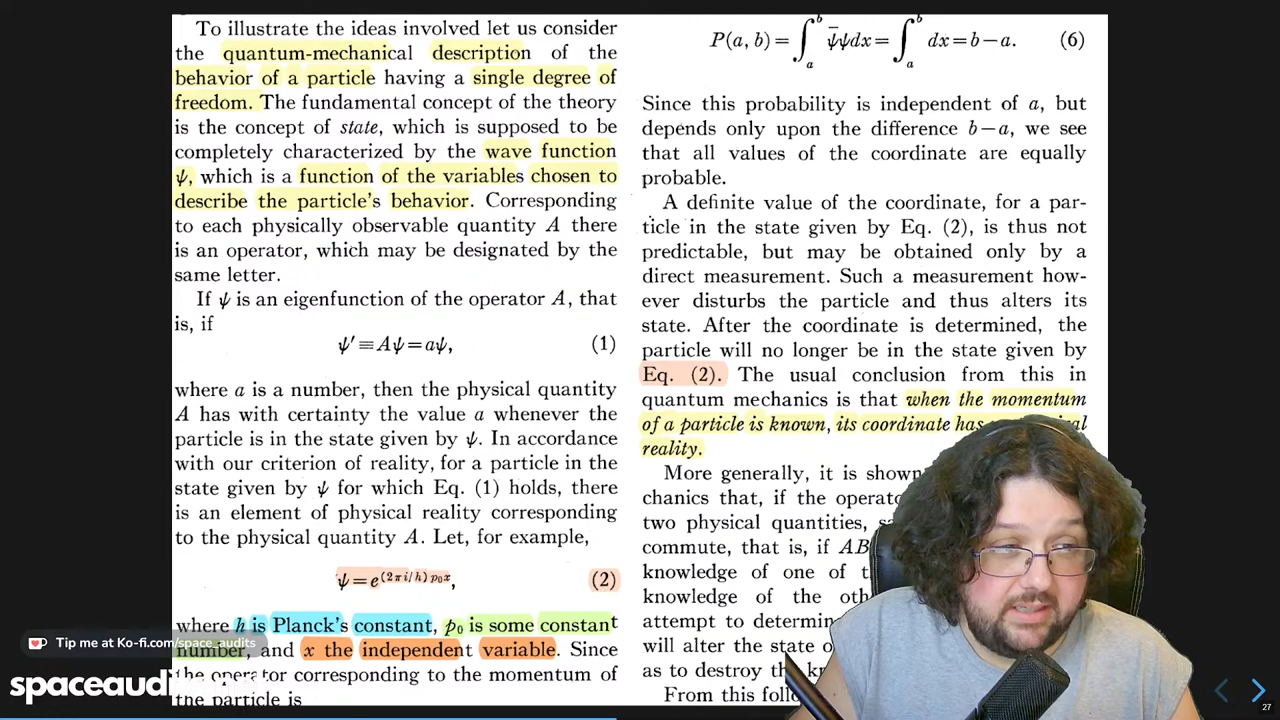 To illustrate the ideas involved let us consider
the quantum-mechanical description of the
behavior of a particle having a single degree of
freedom. The fundamental concept of the theory
is the concept of state, which is supposed to be
completely characterized by the wave function
ψ, which is a function of the variables chosen to
describe the particle's behavior. Corresponding
to each physically observable quantity A there
is an operator, which may be designated by the
same letter.
If ψ is an eigenfunction of the operator A, that
is, if
ψ′≡Aψ=aψ, (1)
where a is a number, then the physical quantity
A has with certainty the value a whenever the
particle is in the state given by ψ. In accordance
with our criterion of reality, for a particle in the
state given by ψ for which Eq. (1) holds, there
is an element of physical reality corresponding
to the physical quantity A. Let, for example,
ψ=e^(2πi/h)p₀x, (2)
where h is Planck's constant, p₀ is some constant
number, and x the independent variable. Since
the operator corresponding to the momentum of
the particle is
P(a, b)=∫ₐᵇ ψ̄ψdx=∫ₐᵇ dx=b−a. (6)
Since this probability is independent of a, but
depends only upon the difference b−a, we see
that all values of the coordinate are equally
probable.
A definite value of the coordinate, for a par-
ticle in the state given by Eq. (2), is thus not
predictable, but may be obtained only by a
direct measurement. Such a measurement how-
ever disturbs the particle and thus alters its
state. After the coordinate is determined, the
particle will no longer be in the state given by
Eq. (2). The usual conclusion from this in
quantum mechanics is that when the momentum
of a particle is known, its coordinate has
reality.
More generally, it is shown
chanics that, if the operato
two physical quantities,
commute, that is, if AB
knowledge of one of
knowledge of the oth
attempt to determin
will alter the state o
as to destroy the kn
From this follo
Tip me at Ko-fi.com/space_audits
spaceaud
27